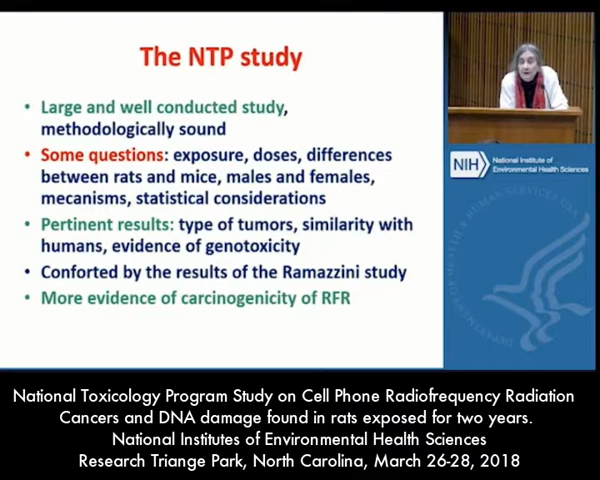 The NTP study
• Large and well conducted study,
methodologically sound
• Some questions: exposure, doses, differences
between rats and mice, males and females,
mecanisms, statistical considerations
• Pertinent results: type of tumors, similarity with
humans, evidence of genotoxicity
• Conforted by the results of the Ramazzini study
• More evidence of carcinogenicity of RFR
NIH
National Institute of
Environmental Health Sciences
National Toxicology Program Study on Cell Phone Radiofrequency Radiation
Cancers and DNA damage found in rats exposed for two years.
National Institutes of Environmental Health Sciences
Research Triange Park, North Carolina, March 26-28, 2018